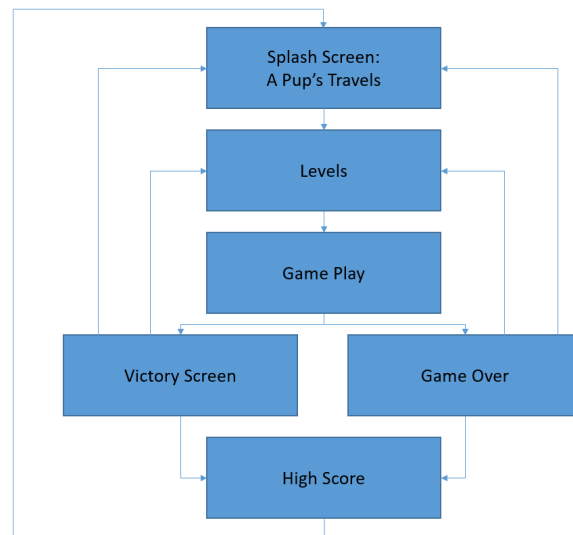 Splash Screen:
A Pup's Travels
Levels
Game Play
Victory Screen
Game Over
High Score